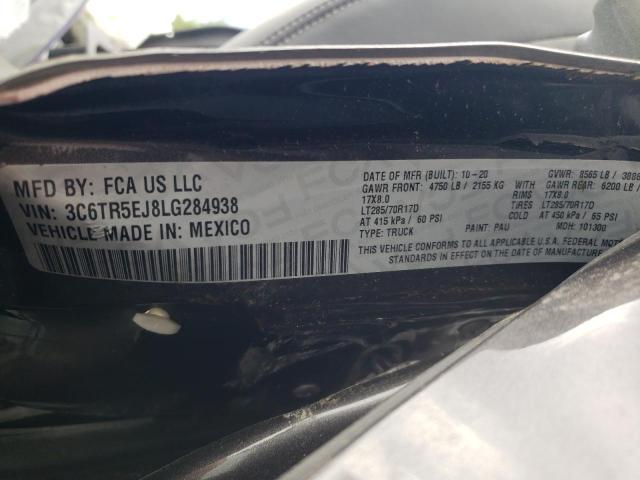 MFD BY: FCA US LLC
VIN: 3C6TR5EJ8LG284938
VEHICLE MADE IN: MEXICO
DATE OF MFR (BUILT): 10-20 GVWR: 8565 LB /
GAWR FRONT: 4750 LB / 2155 KG GAWR REAR: 6200 LB /
17X8.0 WITH RIMS 17X8.0
LT285/70R17D TIRES LT285/70R17D
AT 415 kPa / 60 PSI AT 450 kPa / 65 PSI
TYPE: TRUCK PAINT: PAU MDH: 101300
THIS VEHICLE CONFORMS TO ALL APPLICABLE U.S.A. FEDERAL
STANDARDS IN EFFECT ON THE DATE OF MANUFACTURE